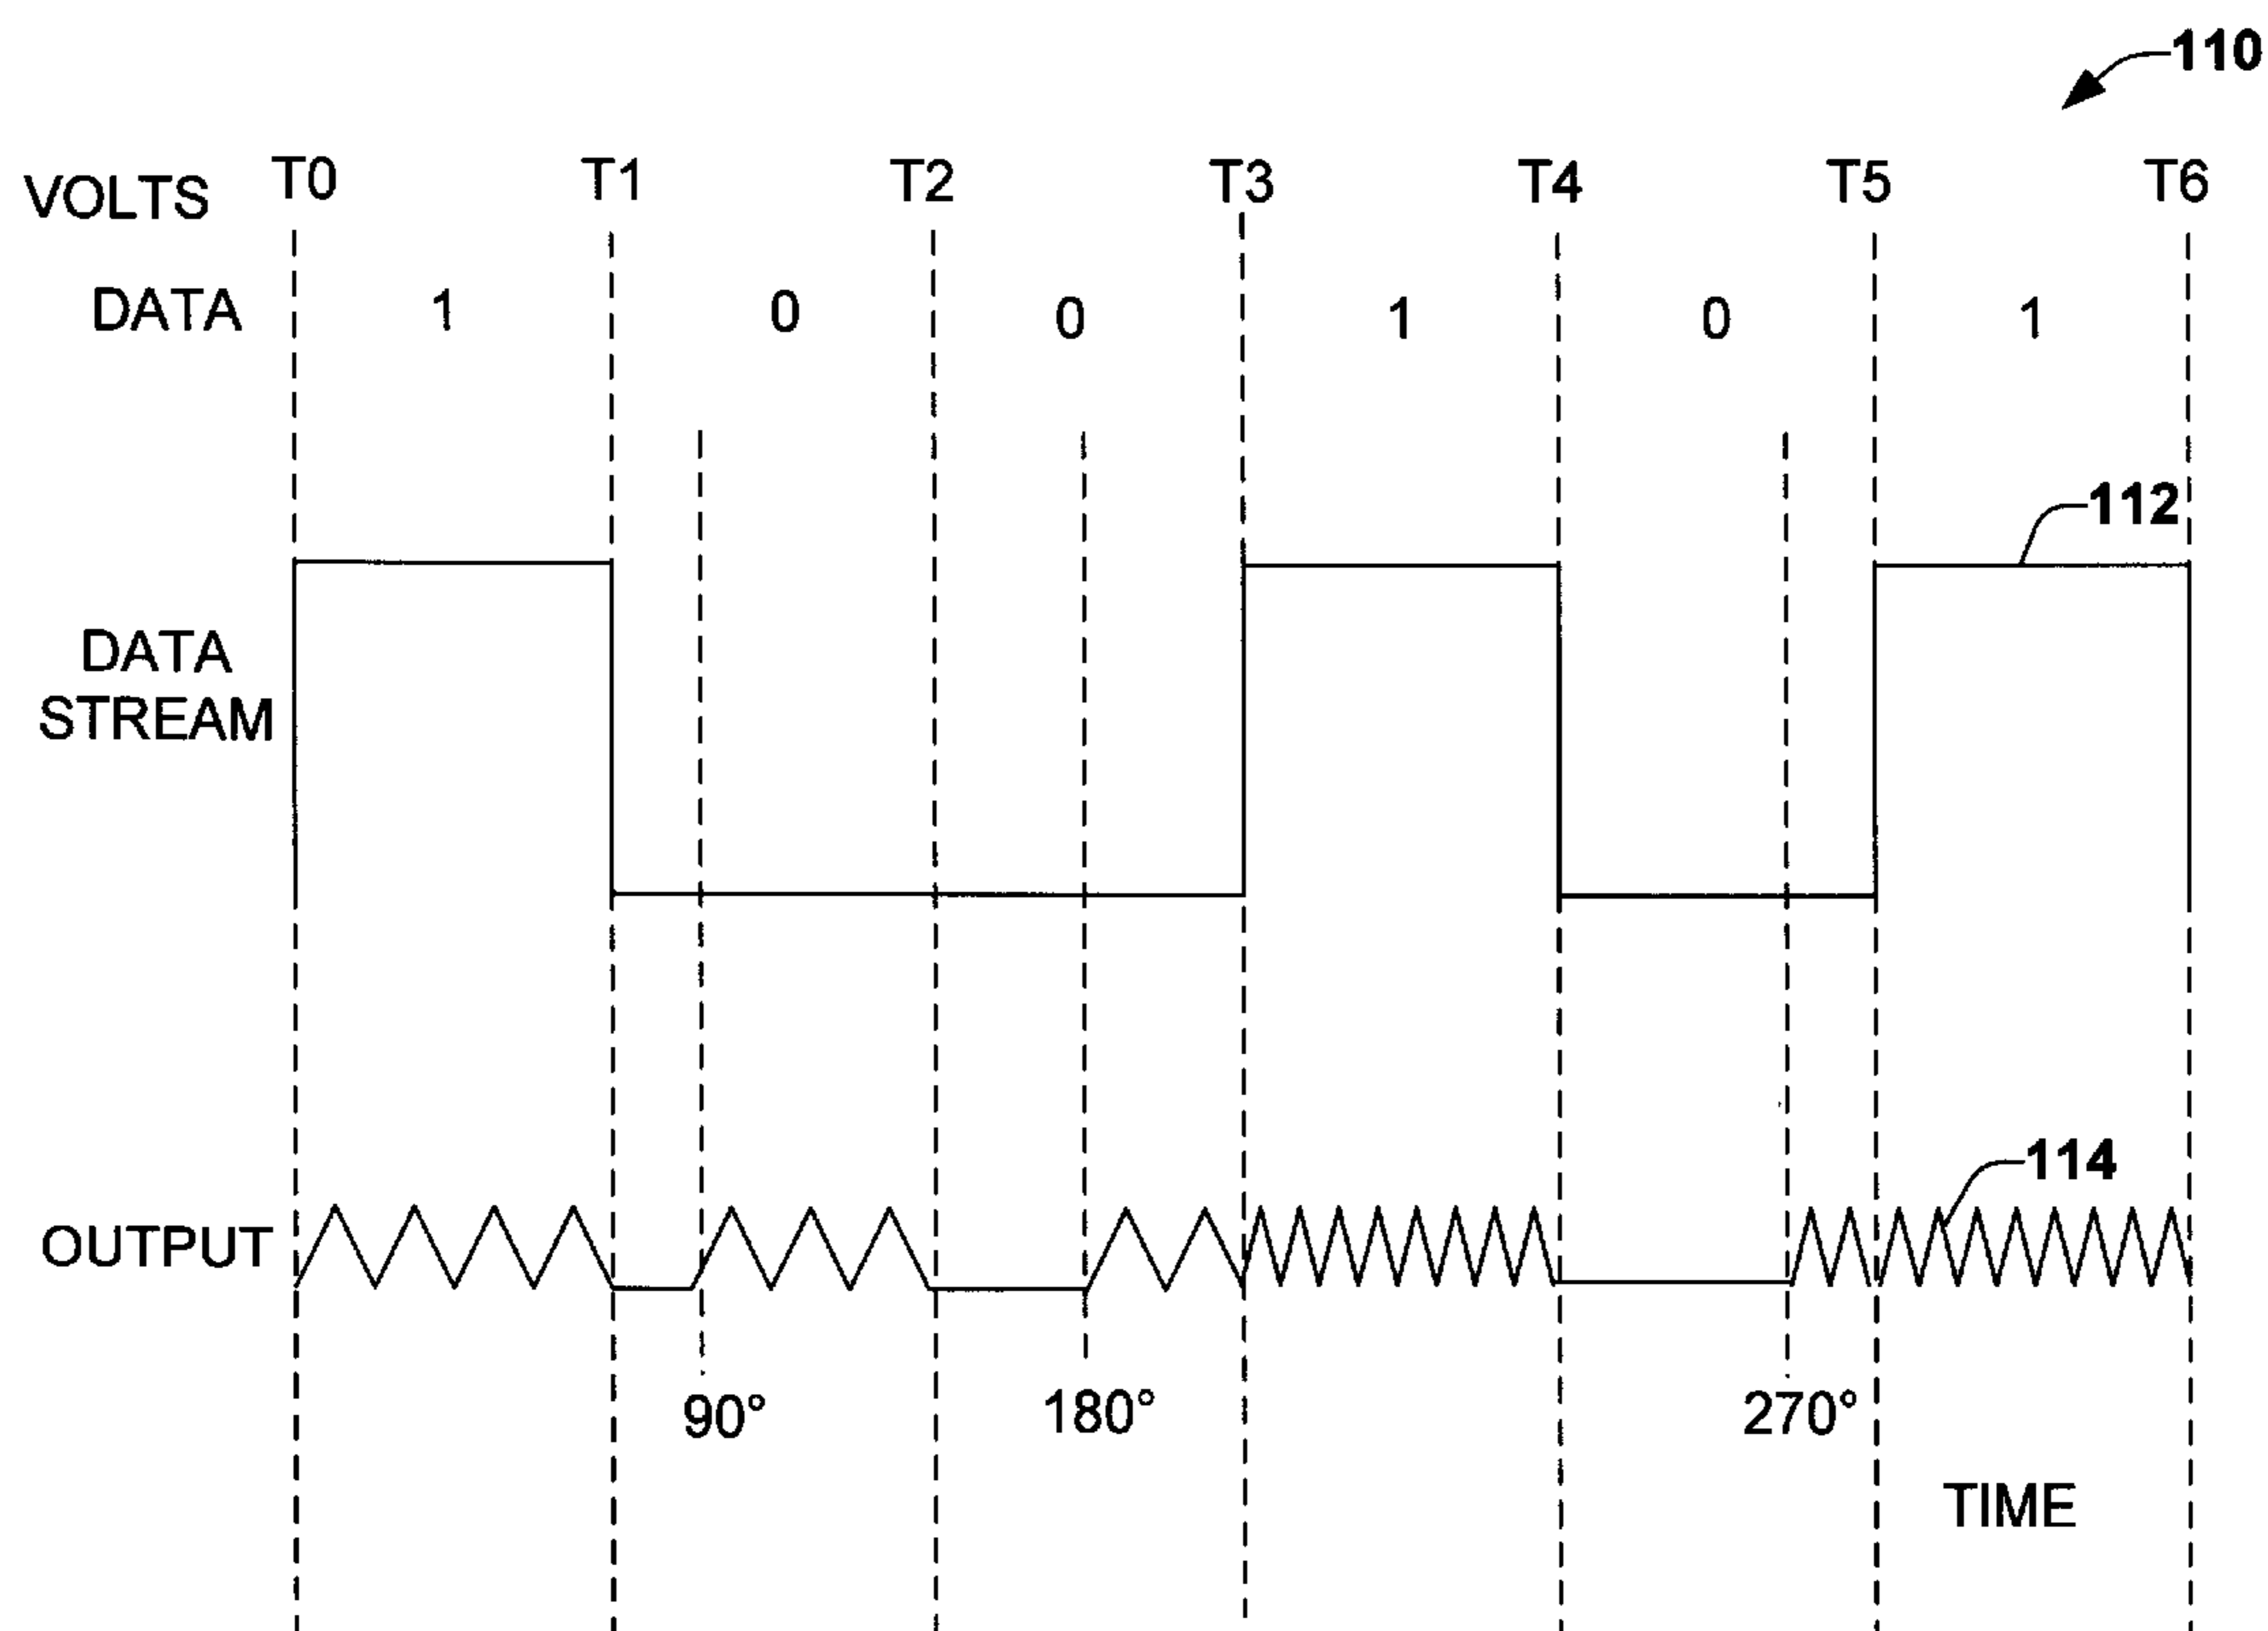 110
VOLTS T0 T1 T2 T3 T4 T5 T6
DATA 1 0 0 1 0 1
112
DATA
STREAM
114
OUTPUT
90° 180° 270°
TIME